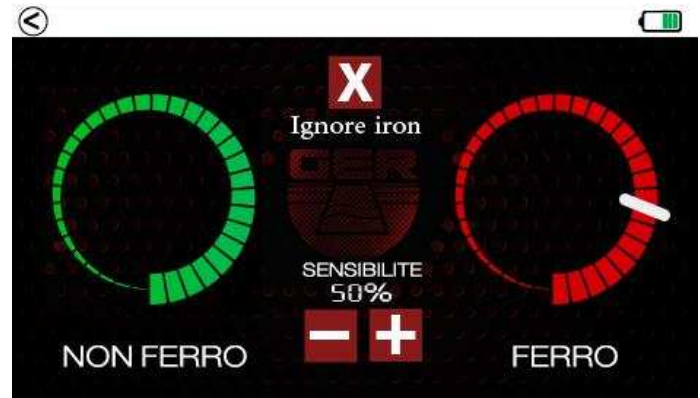 X
Ignore iron
GER
SENSIBILITE
50%
NON FERRO
FERRO